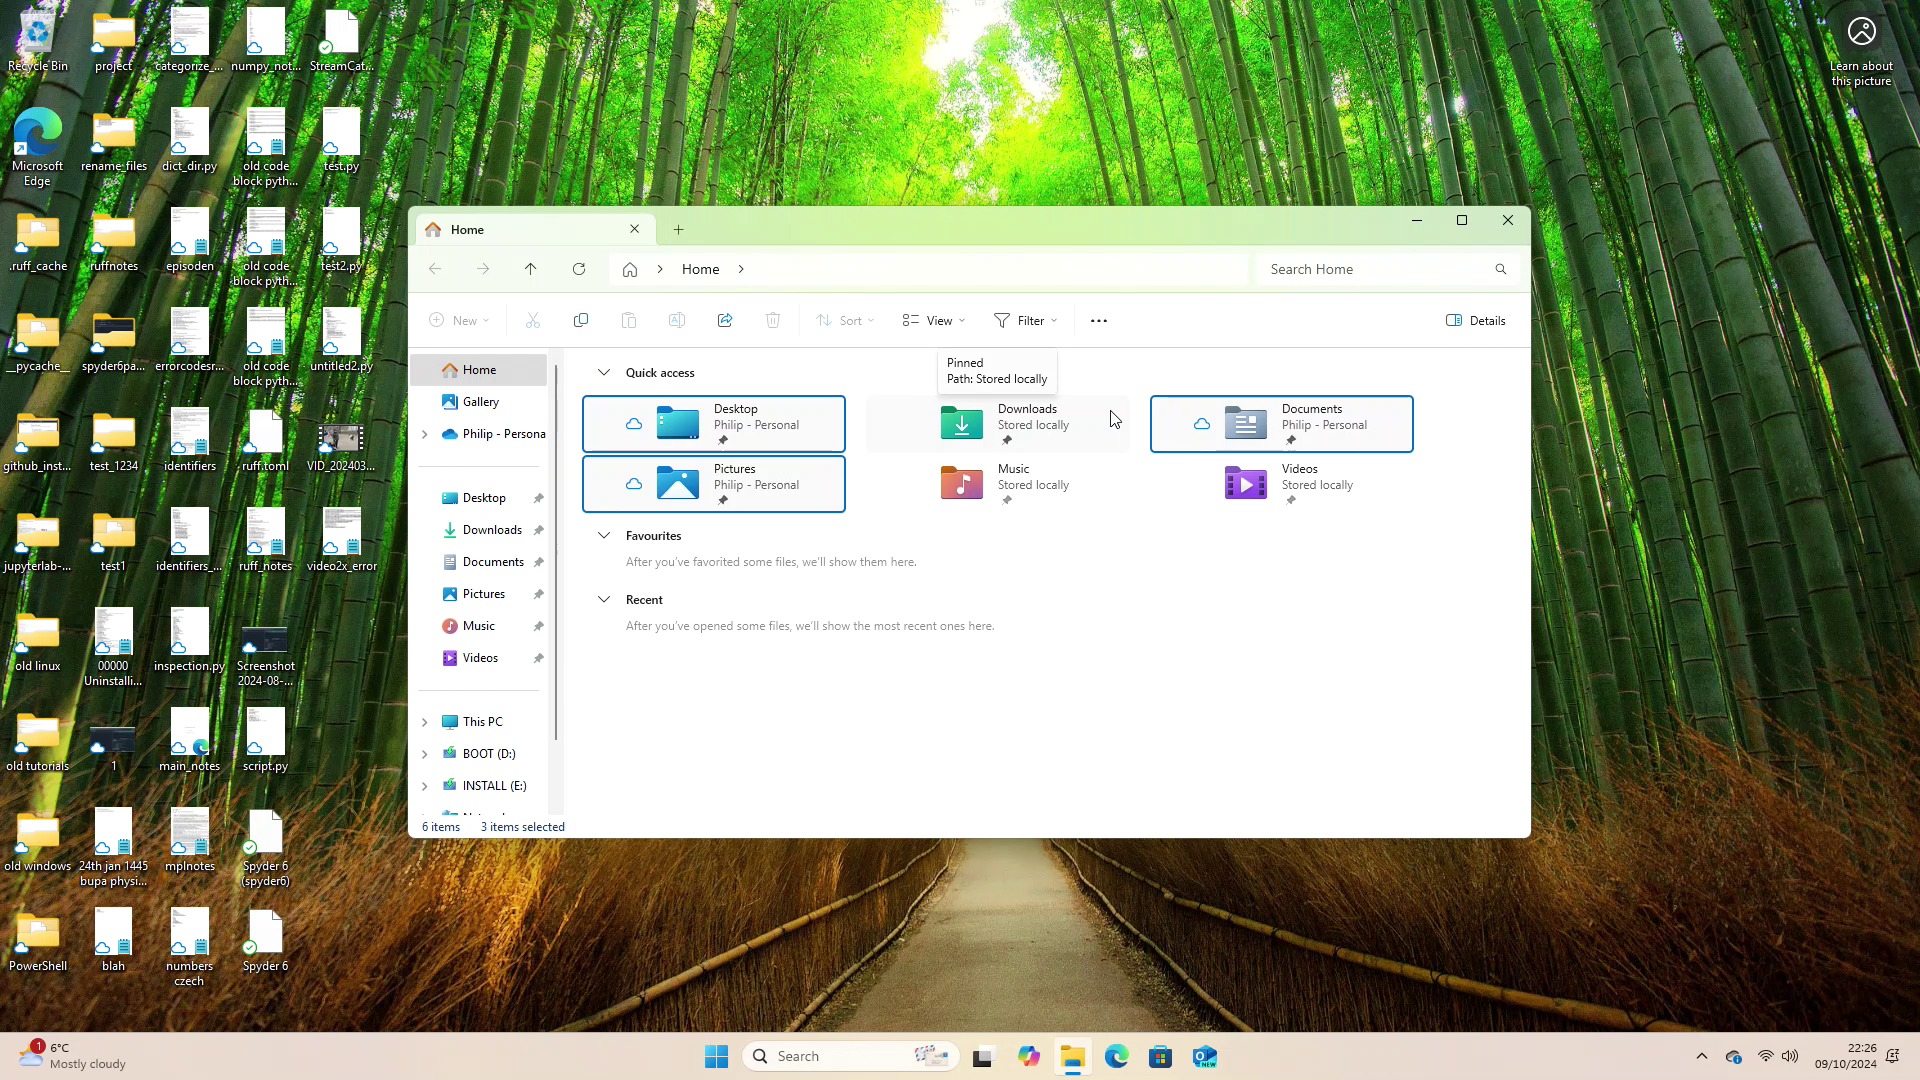 Recycle Bin
project
categorize_...
numpy_not...
StreamCat...
Learn about
this picture
Microsoft
Edge
rename_files
dict_dir.py
old code
block pyth...
test.py
.ruff_cache
ruffnotes
episoden
old code
block pyth...
test2.py
__pycache__
spyder6pa...
errorcodesr...
old code
block pyth...
untitled2.py
github_inst...
test_1234
identifiers
ruff.toml
VID_202403...
jupyterlab-...
test1
identifiers_...
ruff_notes
video2x_error
old linux
00000
Uninstalli...
inspection.py
Screenshot
2024-08-...
old tutorials
1
main_notes
script.py
old windows
24th jan 1445
bupa physi...
mplnotes
Spyder 6
(spyder6)
PowerShell
blah
numbers
czech
Spyder 6
Home
Home
Search Home
New
Sort
View
Filter
Details
Home
Gallery
Philip - Persona
Desktop
Downloads
Documents
Pictures
Music
Videos
This PC
BOOT (D:)
INSTALL (E:)
Quick access
Pinned
Path: Stored locally
Desktop
Philip - Personal
Downloads
Stored locally
Documents
Philip - Personal
Pictures
Philip - Personal
Music
Stored locally
Videos
Stored locally
Favourites
After you've favorited some files, we'll show them here.
Recent
After you've opened some files, we'll show the most recent ones here.
6 items
3 items selected
1
6°C
Mostly cloudy
Search
NEW
22:26
09/10/2024